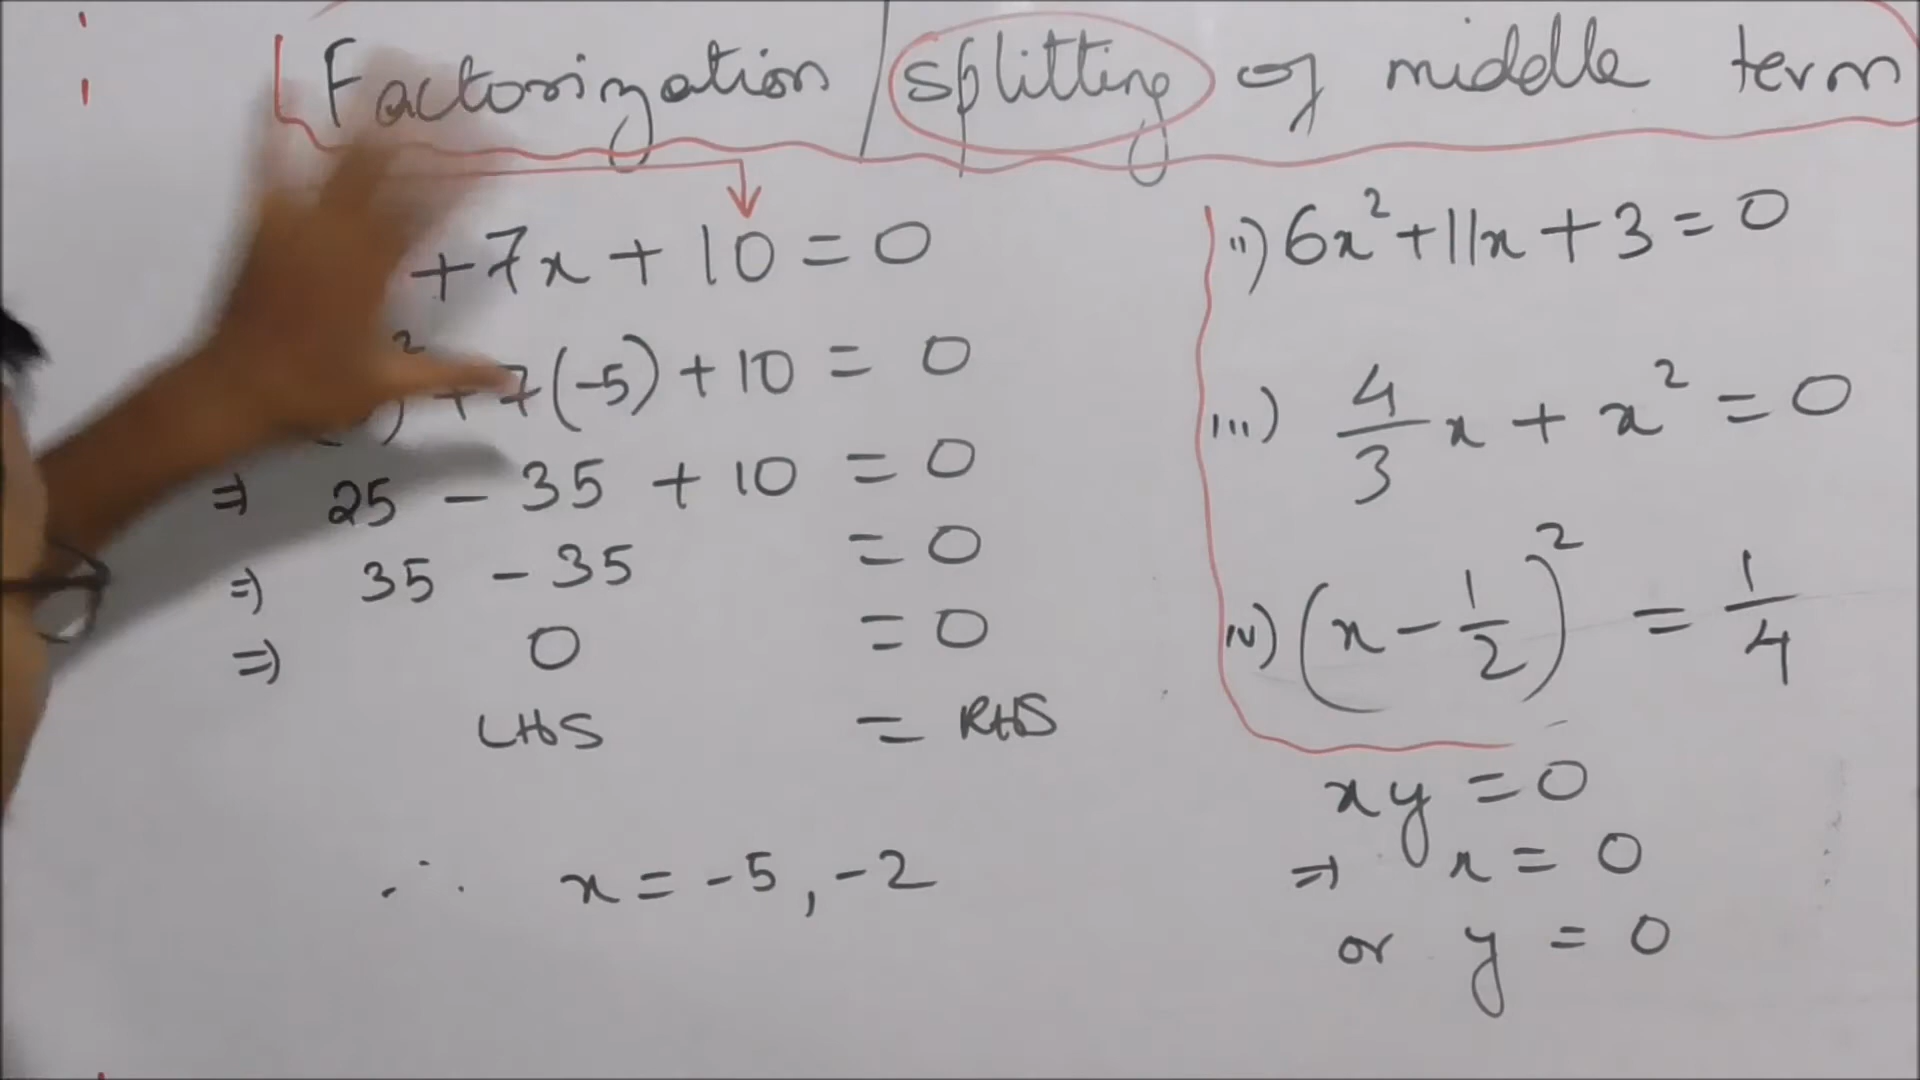 Factorization / splitting of middle term
+7x + 10 = 0
² + 7(-5) + 10 = 0
⇒ 25 - 35 + 10 = 0
⇒ 35 - 35 = 0
⇒ 0 = 0
LHS = RHS
∴ x = -5, -2
ii) 6x² + 11x + 3 = 0
iii) 4/3 x + x² = 0
iv) (x - 1/2)² = 1/4
xy = 0
⇒ x = 0
or y = 0